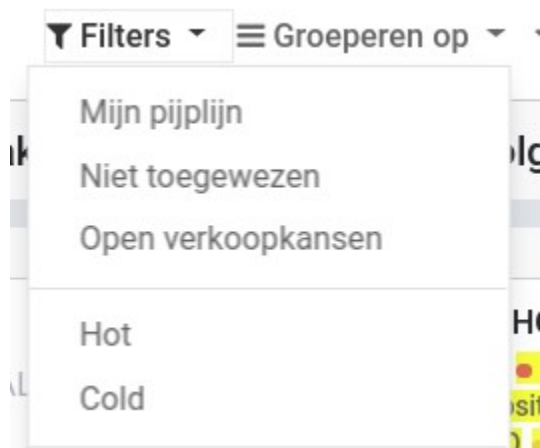 Filters Groeperen op
Mijn pijplijn
Niet toegewezen
Open verkoopkansen
Hot
Cold